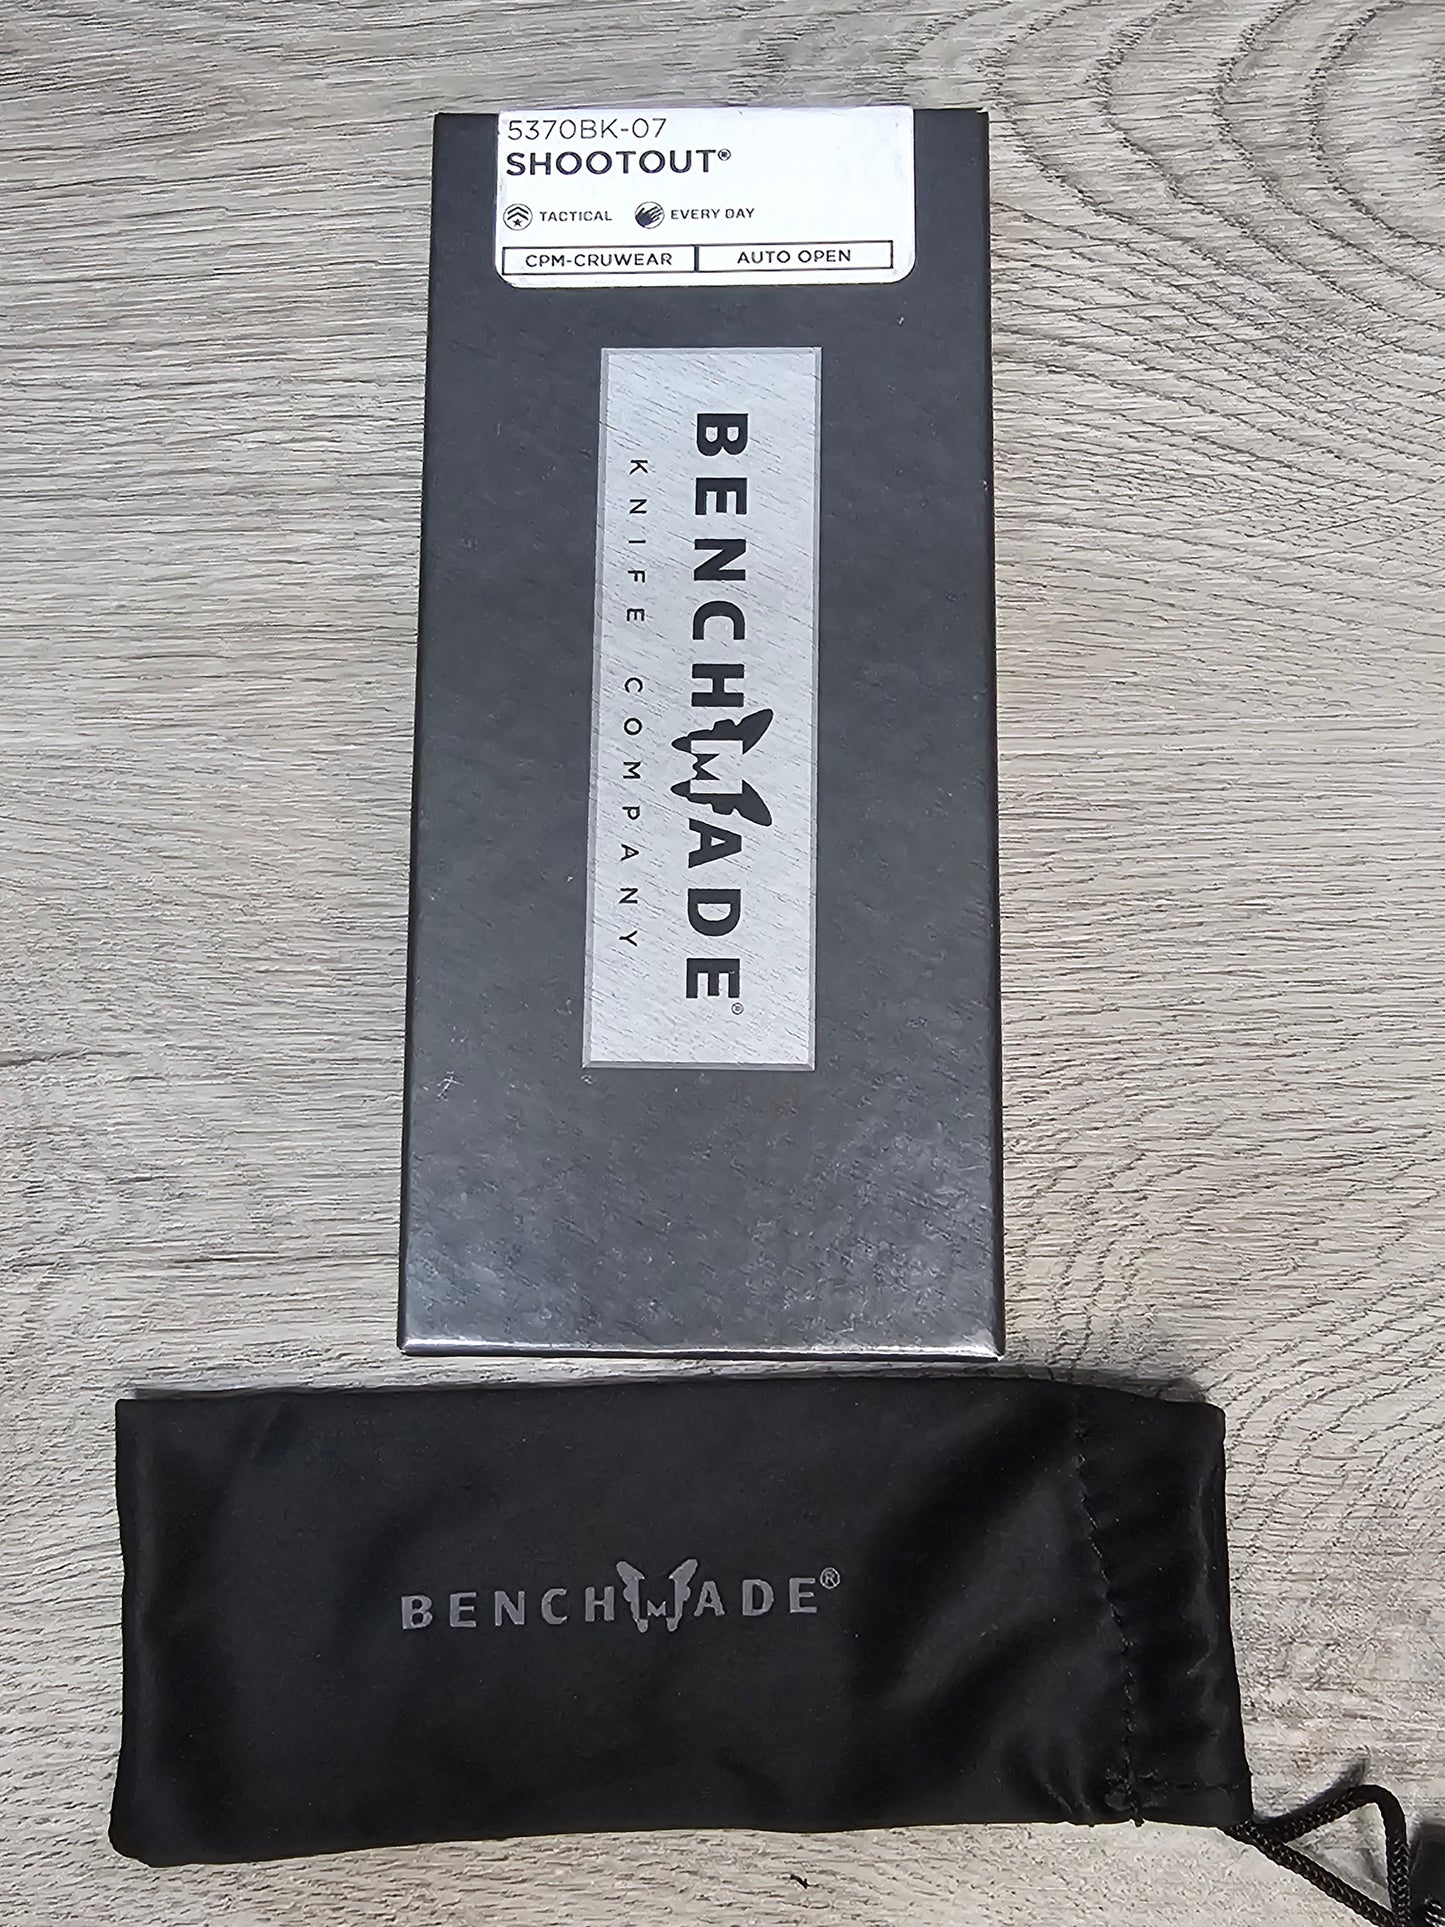 5370BK-07
SHOOTOUT®
TACTICAL EVERY DAY
CPM-CRUWEAR AUTO OPEN
BENCHMADE®
KNIFE COMPANY
BENCHMADE®